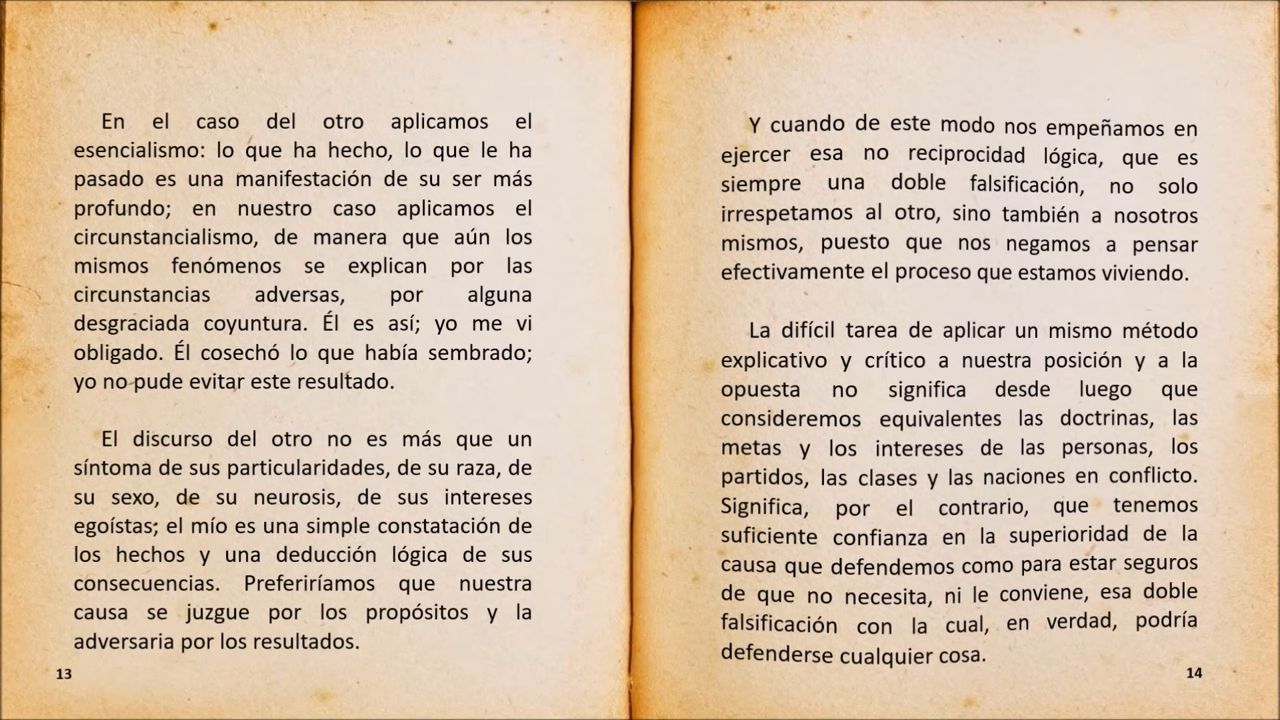 En el caso del otro aplicamos el
esencialismo: lo que ha hecho, lo que le ha
pasado es una manifestación de su ser más
profundo; en nuestro caso aplicamos el
circunstancialismo, de manera que aún los
mismos fenómenos se explican por las
circunstancias adversas, por alguna
desgraciada coyuntura. Él es así; yo me vi
obligado. Él cosechó lo que había sembrado;
yo no pude evitar este resultado.
El discurso del otro no es más que un
síntoma de sus particularidades, de su raza, de
su sexo, de su neurosis, de sus intereses
egoístas; el mío es una simple constatación de
los hechos y una deducción lógica de sus
consecuencias. Preferiríamos que nuestra
causa se juzgue por los propósitos y la
adversaria por los resultados.
13
Y cuando de este modo nos empeñamos en
ejercer esa no reciprocidad lógica, que es
siempre una doble falsificación, no solo
irrespetamos al otro, sino también a nosotros
mismos, puesto que nos negamos a pensar
efectivamente el proceso que estamos viviendo.
La difícil tarea de aplicar un mismo método
explicativo y crítico a nuestra posición y a la
opuesta no significa desde luego que
consideremos equivalentes las doctrinas, las
metas y los intereses de las personas, los
partidos, las clases y las naciones en conflicto.
Significa, por el contrario, que tenemos
suficiente confianza en la superioridad de la
causa que defendemos como para estar seguros
de que no necesita, ni le conviene, esa doble
falsificación con la cual, en verdad, podría
defenderse cualquier cosa.
14